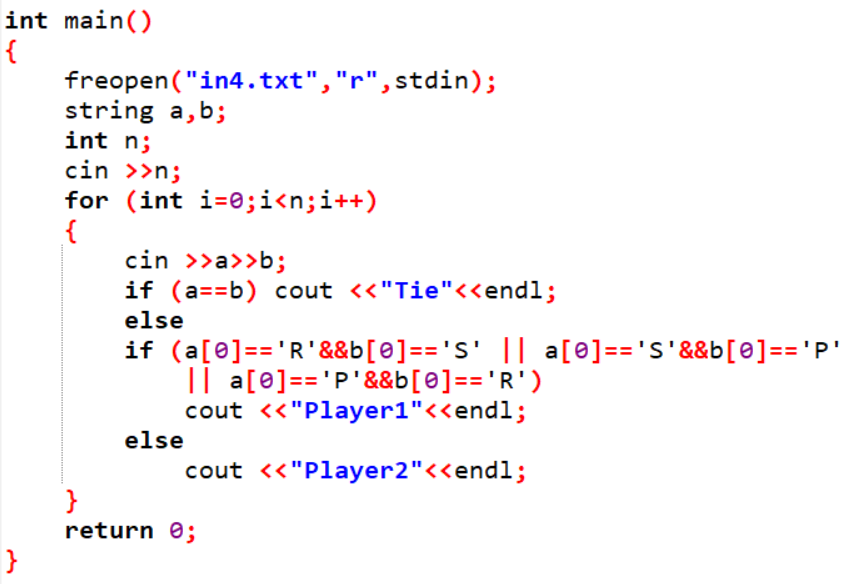 int main()
{
    freopen("in4.txt","r",stdin);
    string a,b;
    int n;
    cin >>n;
    for (int i=0;i<n;i++)
    {
        cin >>a>>b;
        if (a==b) cout <<"Tie"<<endl;
        else
        if (a[0]=='R'&&b[0]=='S' || a[0]=='S'&&b[0]=='P'
            || a[0]=='P'&&b[0]=='R')
            cout <<"Player1"<<endl;
        else
            cout <<"Player2"<<endl;
    }
    return 0;
}